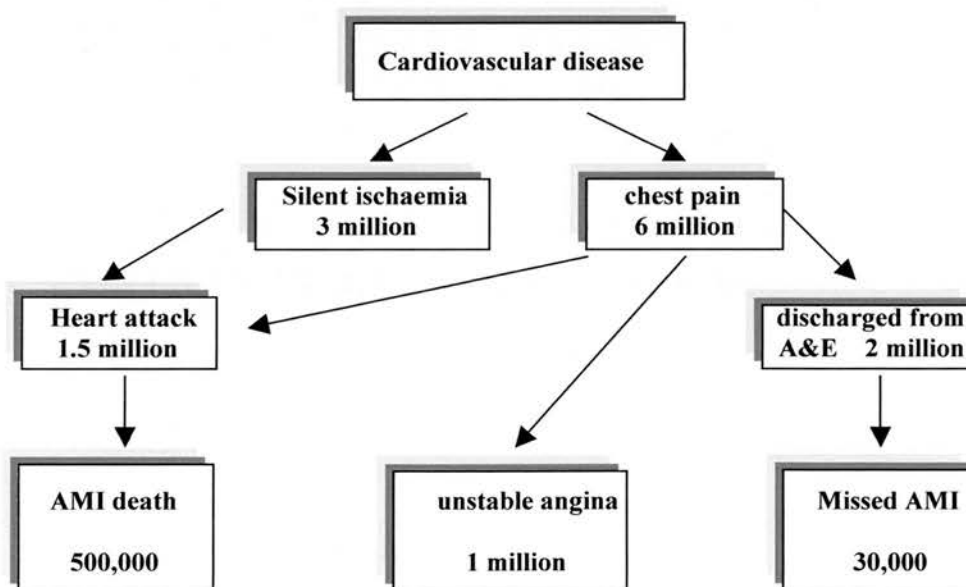 Cardiovascular disease
Silent ischaemia
3 million
chest pain
6 million
Heart attack
1.5 million
discharged from
A&E 2 million
AMI death
500,000
unstable angina
1 million
Missed AMI
30,000